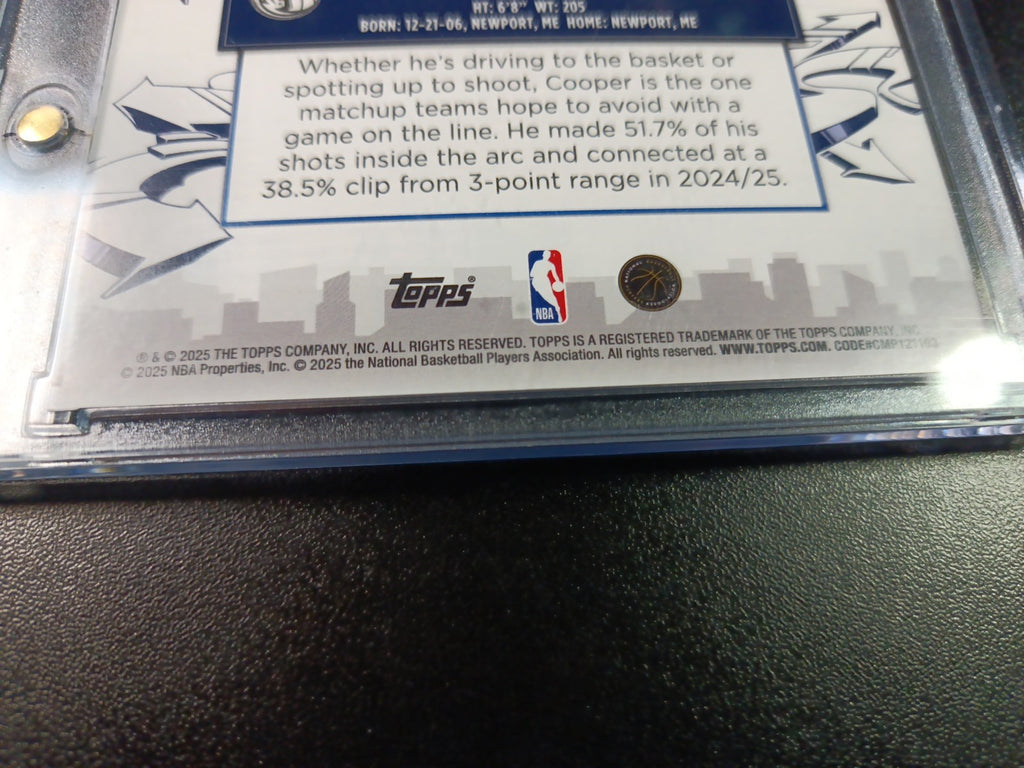 HT: 6'8" WT: 205
BORN: 12-21-06, NEWPORT, ME HOME: NEWPORT, ME
Whether he's driving to the basket or
spotting up to shoot, Cooper is the one
matchup teams hope to avoid with a
game on the line. He made 51.7% of his
shots inside the arc and connected at a
38.5% clip from 3-point range in 2024/25.
topps®
NBA
® & © 2025 THE TOPPS COMPANY, INC. ALL RIGHTS RESERVED. TOPPS IS A REGISTERED TRADEMARK OF THE TOPPS COMPANY, INC.
© 2025 NBA Properties, Inc. © 2025 the National Basketball Players Association. All rights reserved. WWW.TOPPS.COM.